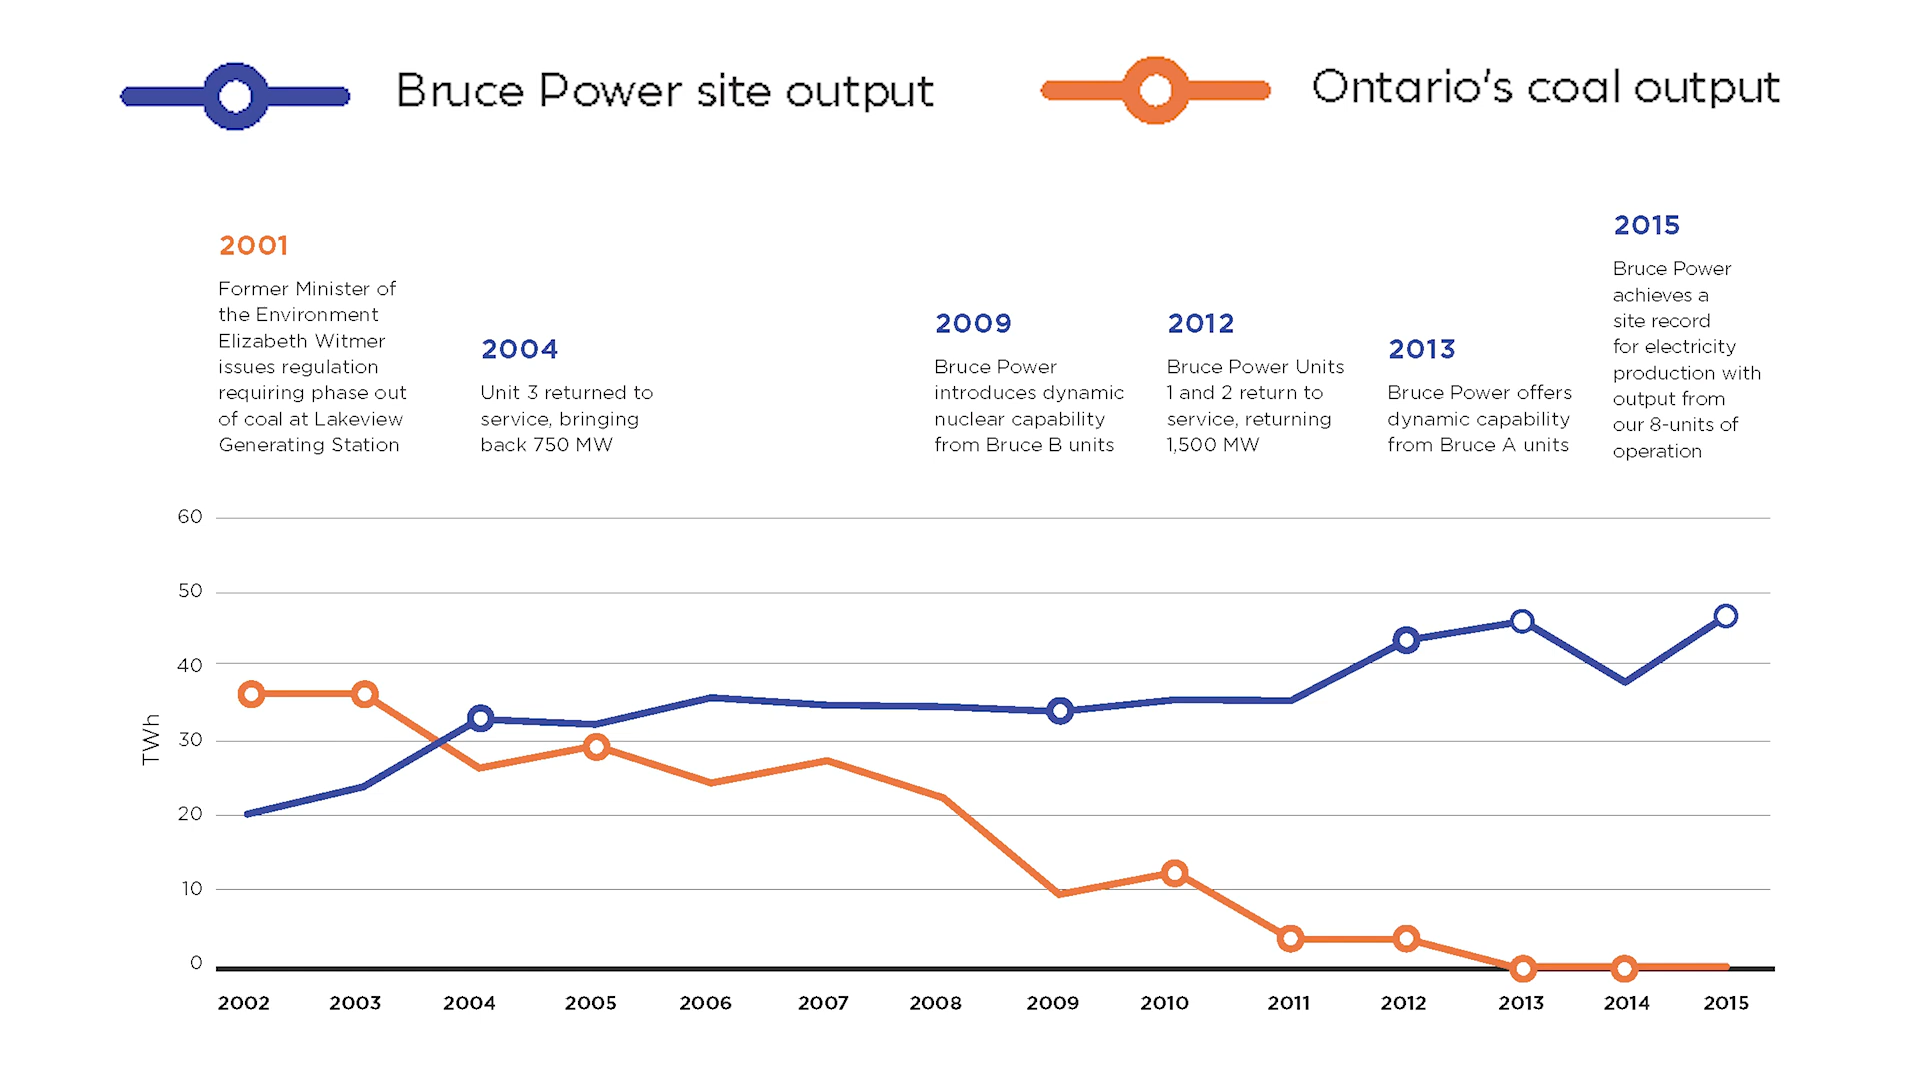 Bruce Power site output
Ontario's coal output
2001
Former Minister of
the Environment
Elizabeth Witmer
issues regulation
requiring phase out
of coal at Lakeview
Generating Station
2004
Unit 3 returned to
service, bringing
back 750 MW
2009
Bruce Power
introduces dynamic
nuclear capability
from Bruce B units
2012
Bruce Power Units
1 and 2 return to
service, returning
1,500 MW
2013
Bruce Power offers
dynamic capability
from Bruce A units
2015
Bruce Power
achieves a
site record
for electricity
production with
output from
our 8-units of
operation
TWh
60
50
40
30
20
10
0
2002 2003 2004 2005 2006 2007 2008 2009 2010 2011 2012 2013 2014 2015